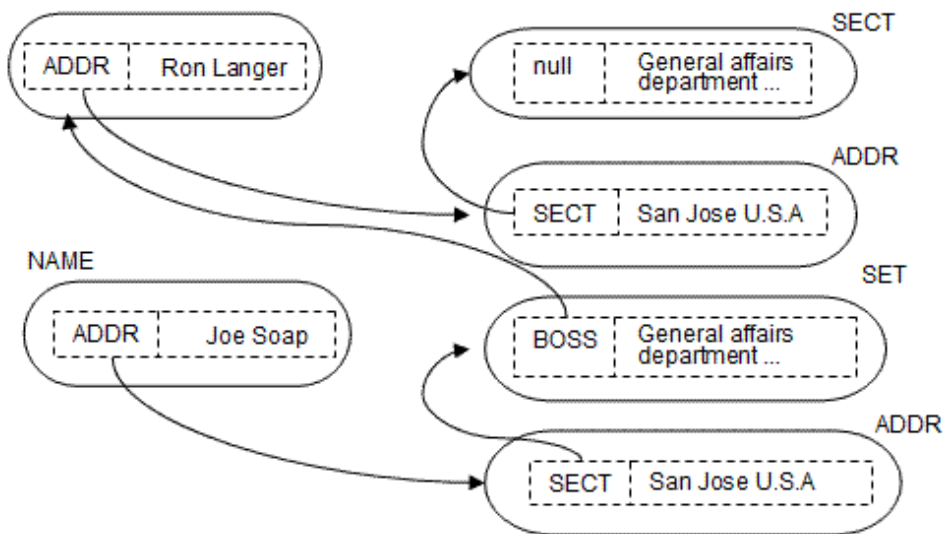 SECT
ADDR Ron Langer
null General affairs
department ...
ADDR
SECT San Jose U.S.A
NAME
SET
ADDR Joe Soap
BOSS General affairs
department ...
ADDR
SECT San Jose U.S.A